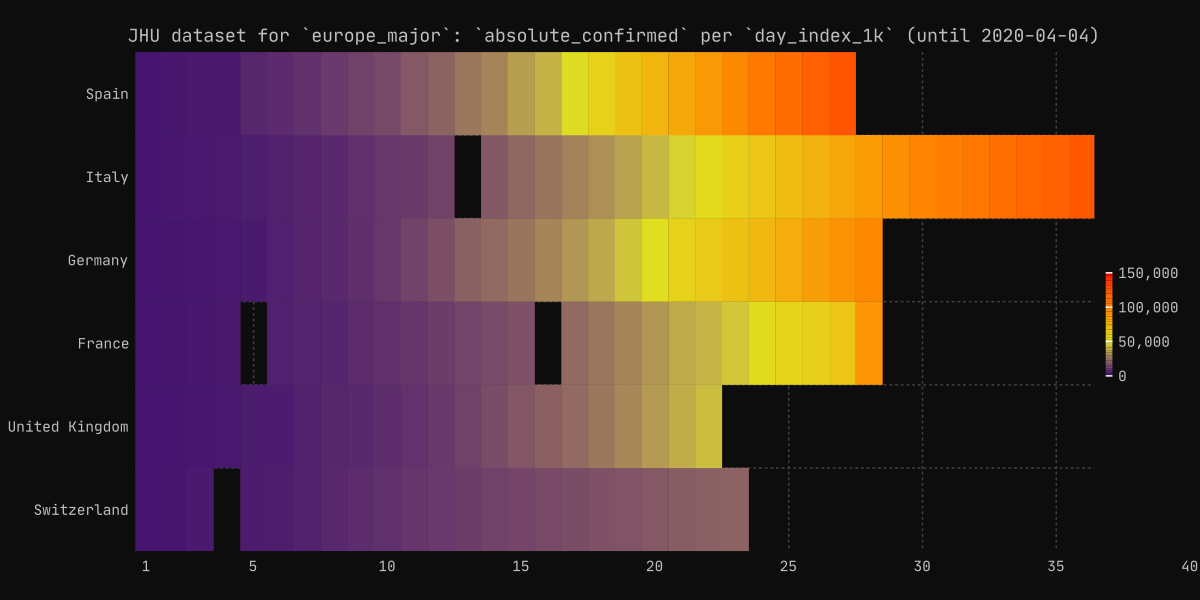 JHU dataset for `europe_major`: `absolute_confirmed` per `day_index_1k` (until 2020-04-04)
Spain
Italy
Germany
France
United Kingdom
Switzerland
150,000
100,000
50,000
0
1 5 10 15 20 25 30 35 40